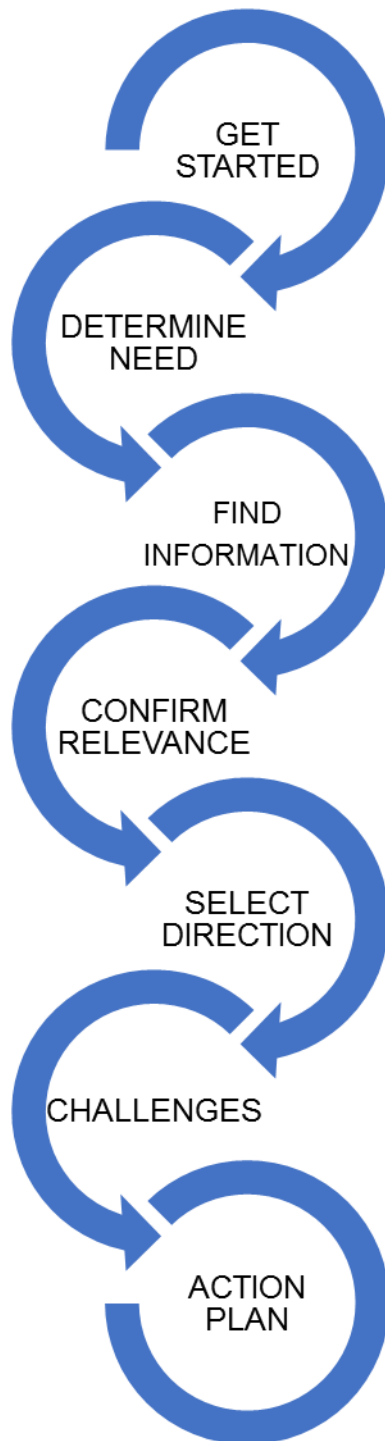 GET
STARTED
DETERMINE
NEED
FIND
INFORMATION
CONFIRM
RELEVANCE
SELECT
DIRECTION
CHALLENGES
ACTION
PLAN